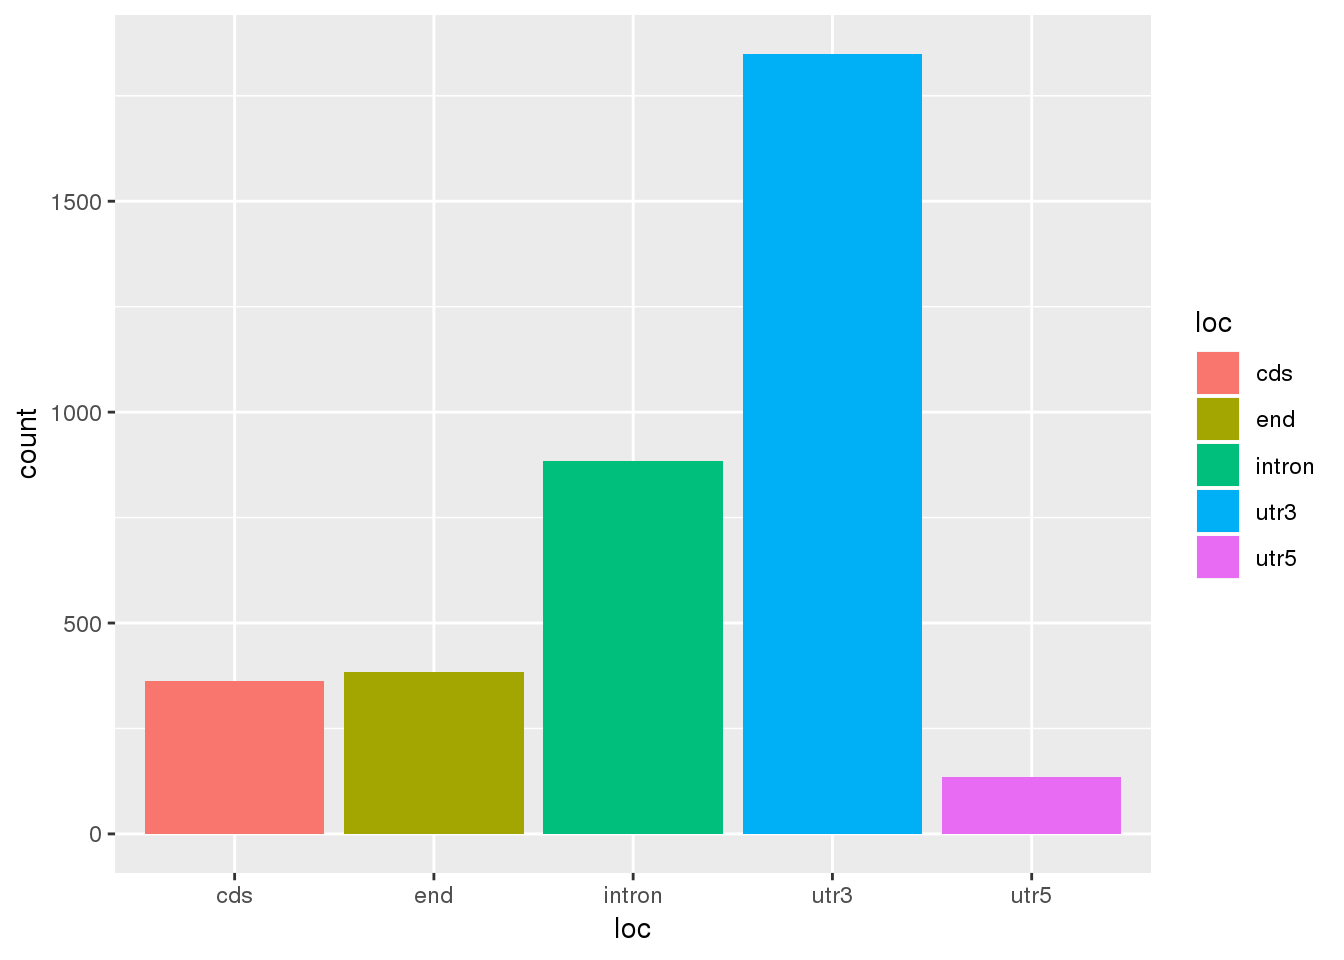 count
1500
1000
500
0
cds
end
intron
utr3
utr5
loc
loc
cds
end
intron
utr3
utr5